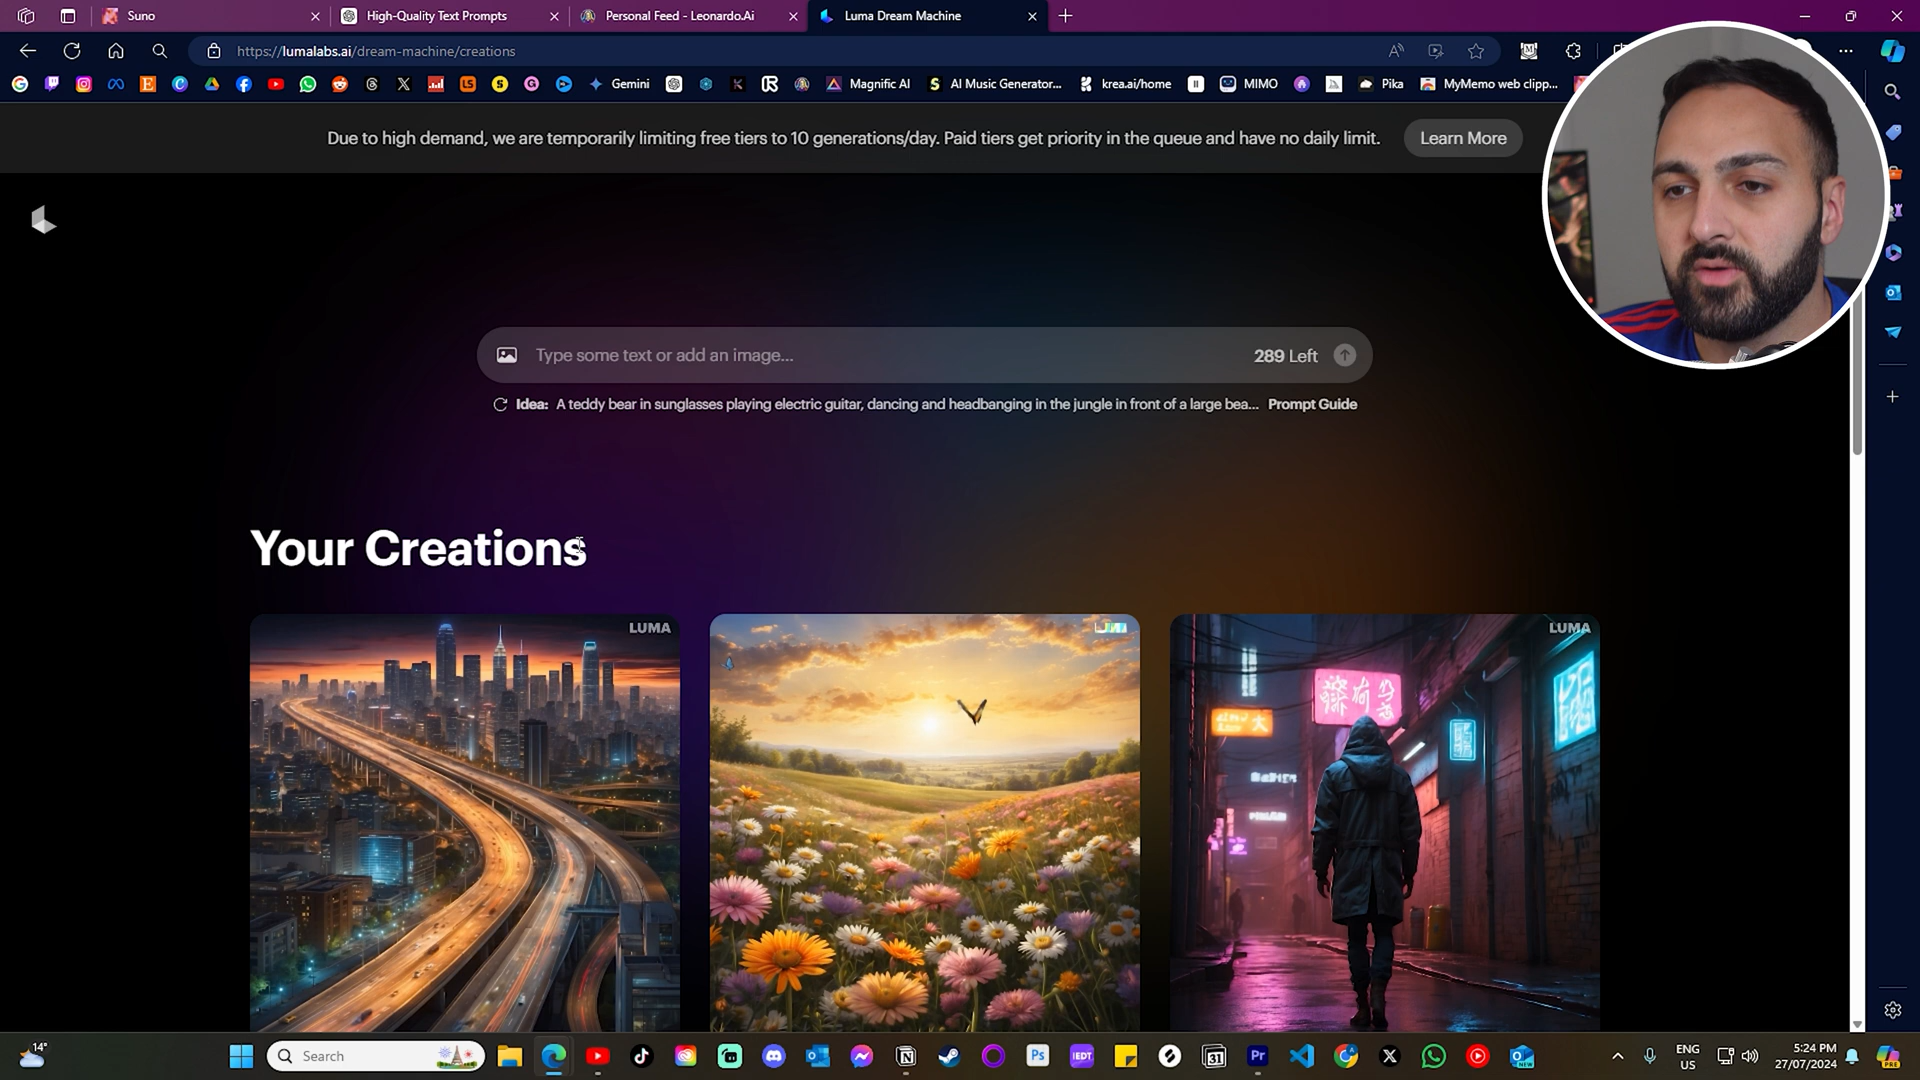 Suno
High-Quality Text Prompts
Personal Feed - Leonardo.Ai
Luma Dream Machine
https://lumalabs.ai/dream-machine/creations
Gemini
Magnific AI
AI Music Generator...
krea.ai/home
MIMO
Pika
MyMemo web clipp...
Due to high demand, we are temporarily limiting free tiers to 10 generations/day. Paid tiers get priority in the queue and have no daily limit.
Learn More
Type some text or add an image...
289 Left
Idea: A teddy bear in sunglasses playing electric guitar, dancing and headbanging in the jungle in front of a large bea...
Prompt Guide
Your Creations
LUMA
LUMA
LUMA
14°
Search
ENG
US
5:24 PM
27/07/2024